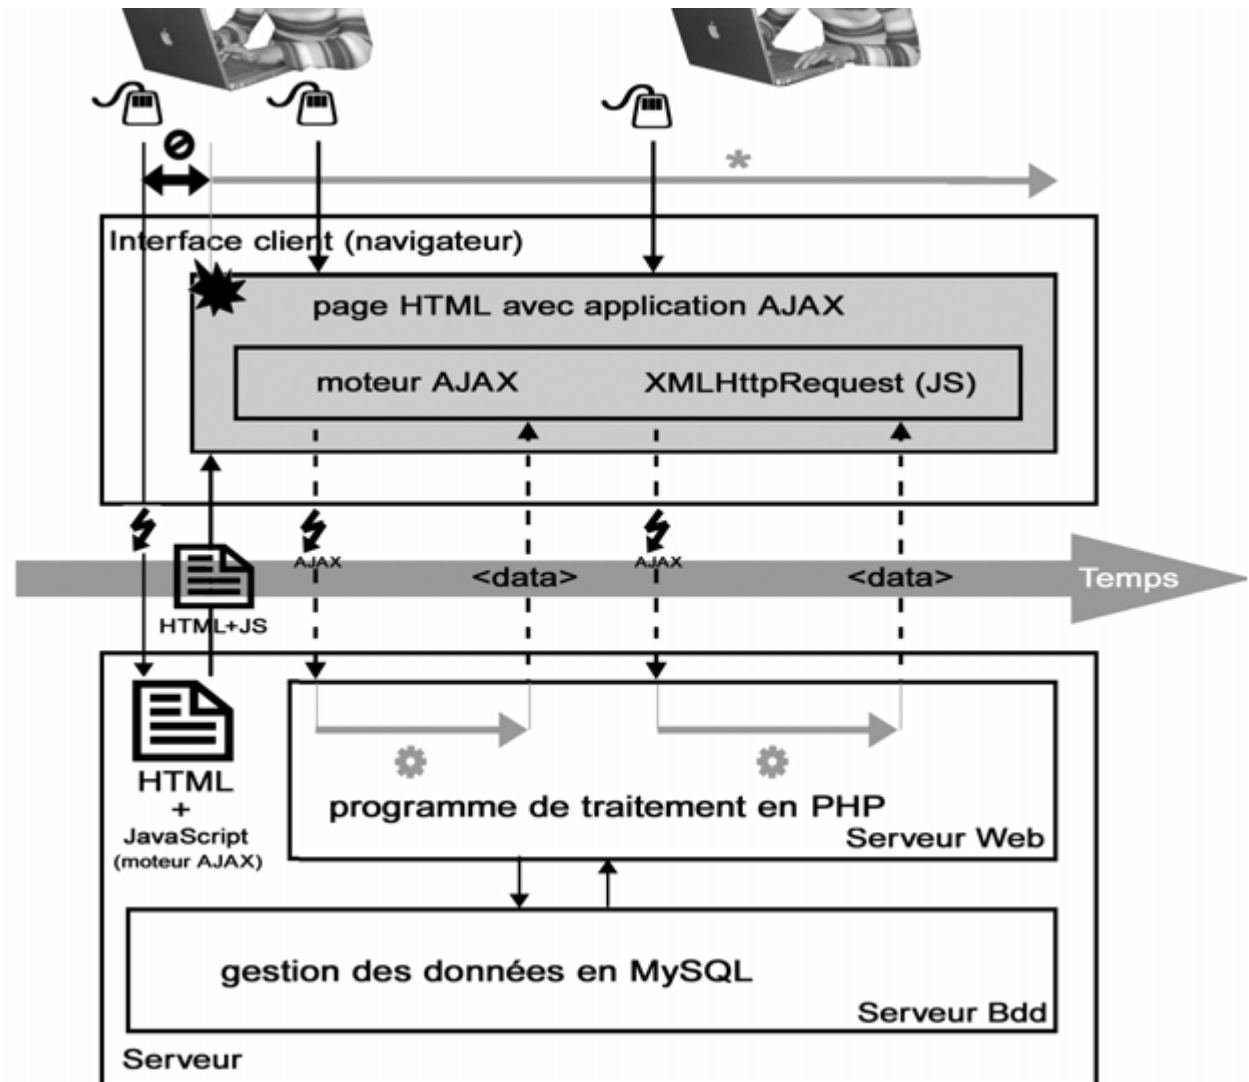 *
Interface client (navigateur)
page HTML avec application AJAX
moteur AJAX XMLHttpRequest (JS)
AJAX AJAX
<data> <data> Temps
HTML+JS
HTML
+
JavaScript
(moteur AJAX)
programme de traitement en PHP
Serveur Web
gestion des données en MySQL
Serveur Bdd
Serveur